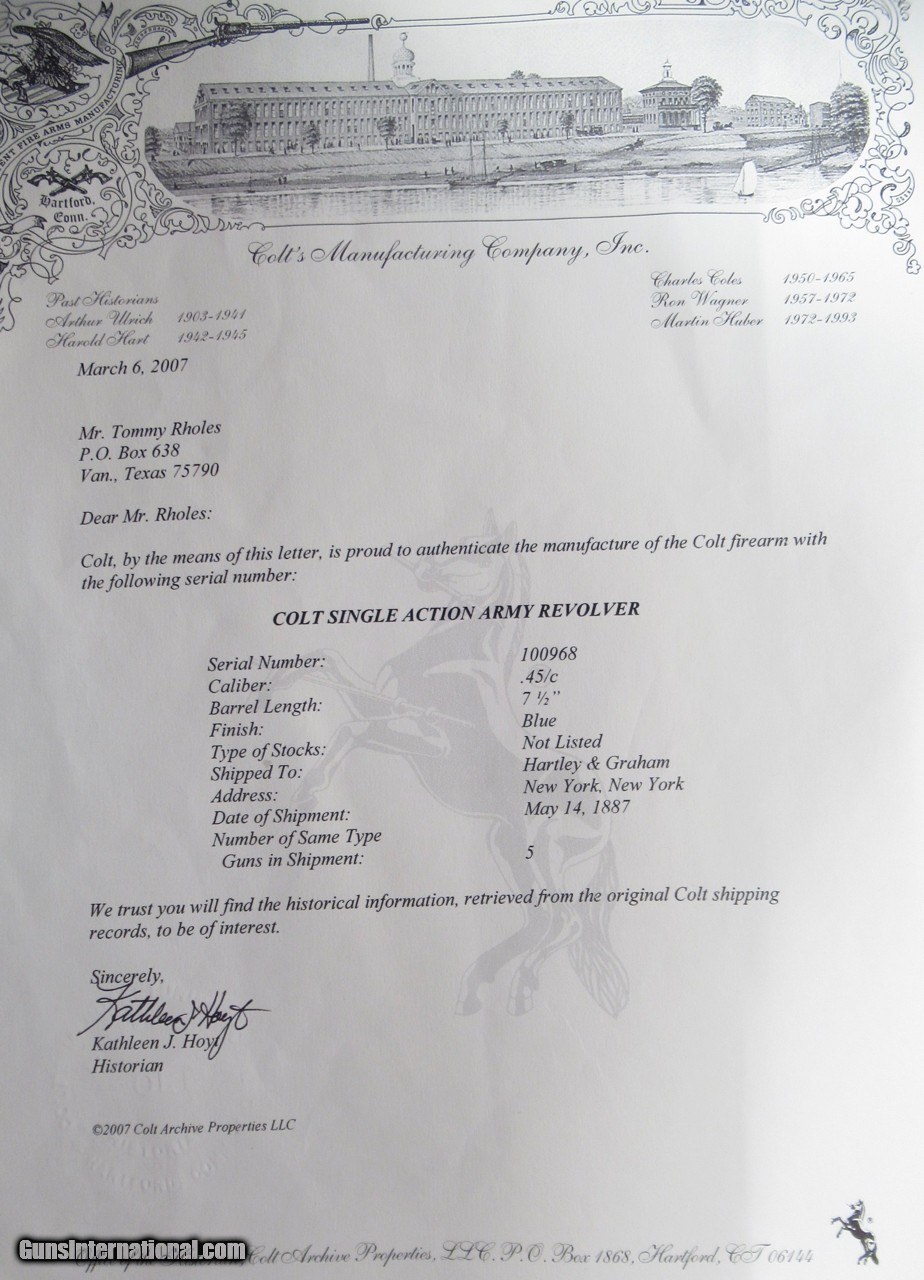 FIRE ARMS MANUFACTURING
Hartford,
Conn.
Colt's Manufacturing Company, Inc.
Past Historians
Arthur Ulrich 1903-1941
Harold Hart 1942-1945
Charles Coles 1950-1965
Ron Wagner 1957-1972
Martin Huber 1972-1993
March 6, 2007
Mr. Tommy Rholes
P.O. Box 638
Van., Texas 75790
Dear Mr. Rholes:
Colt, by the means of this letter, is proud to authenticate the manufacture of the Colt firearm with
the following serial number:
COLT SINGLE ACTION ARMY REVOLVER
Serial Number: 100968
Caliber: .45/c
Barrel Length: 7 ½"
Finish: Blue
Type of Stocks: Not Listed
Shipped To: Hartley & Graham
Address: New York, New York
Date of Shipment: May 14, 1887
Number of Same Type
Guns in Shipment: 5
We trust you will find the historical information, retrieved from the original Colt shipping
records, to be of interest.
Sincerely,
Kathleen J. Hoyt
Kathleen J. Hoyt
Historian
©2007 Colt Archive Properties LLC
GunsInternational.com
Colt Archive Properties, LLC. P.O. Box 1868, Hartford, CT 06144